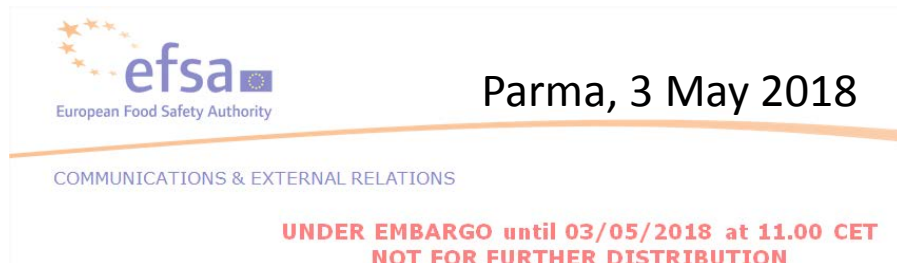 efsa
European Food Safety Authority
Parma, 3 May 2018
COMMUNICATIONS & EXTERNAL RELATIONS
UNDER EMBARGO until 03/05/2018 at 11.00 CET
NOT FOR FURTHER DISTRIBUTION